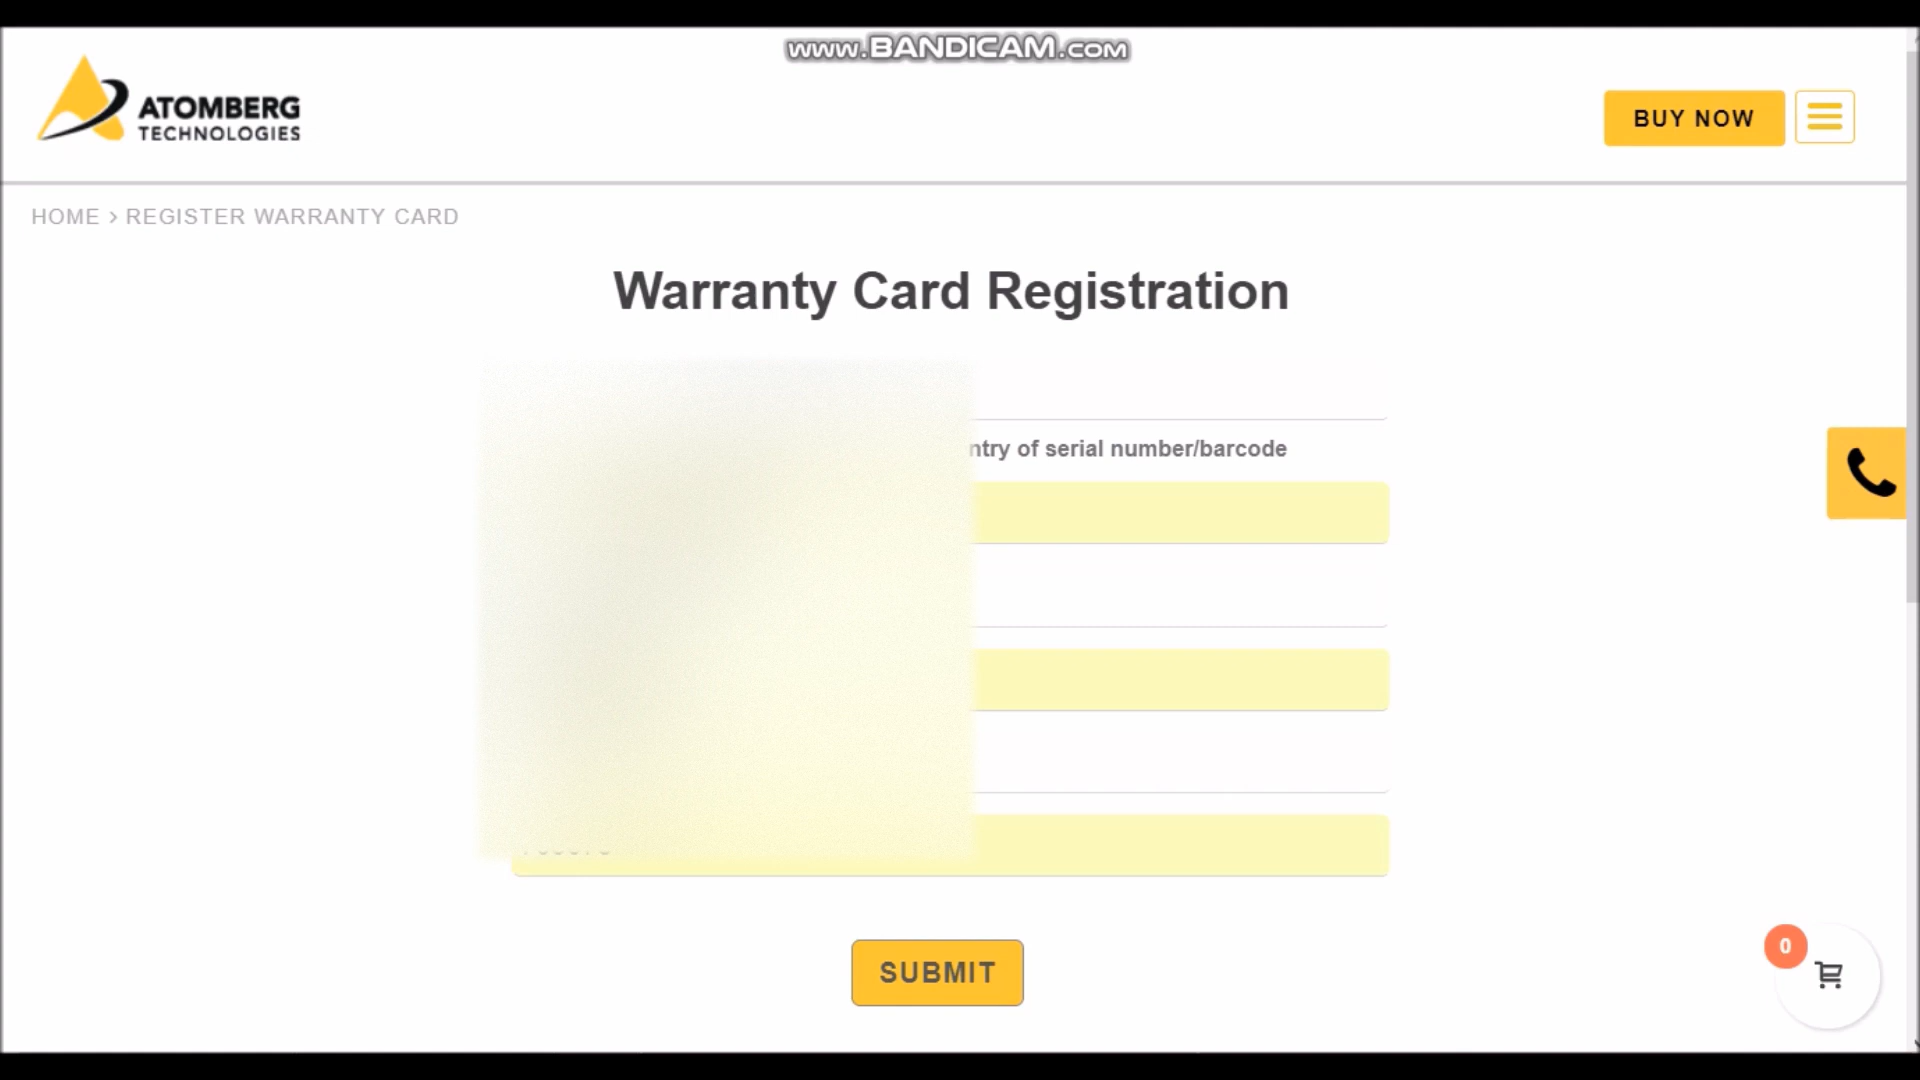 www.BANDICAM.com
ATOMBERG
TECHNOLOGIES
BUY NOW
HOME > REGISTER WARRANTY CARD
Warranty Card Registration
of serial number/barcode
SUBMIT
0